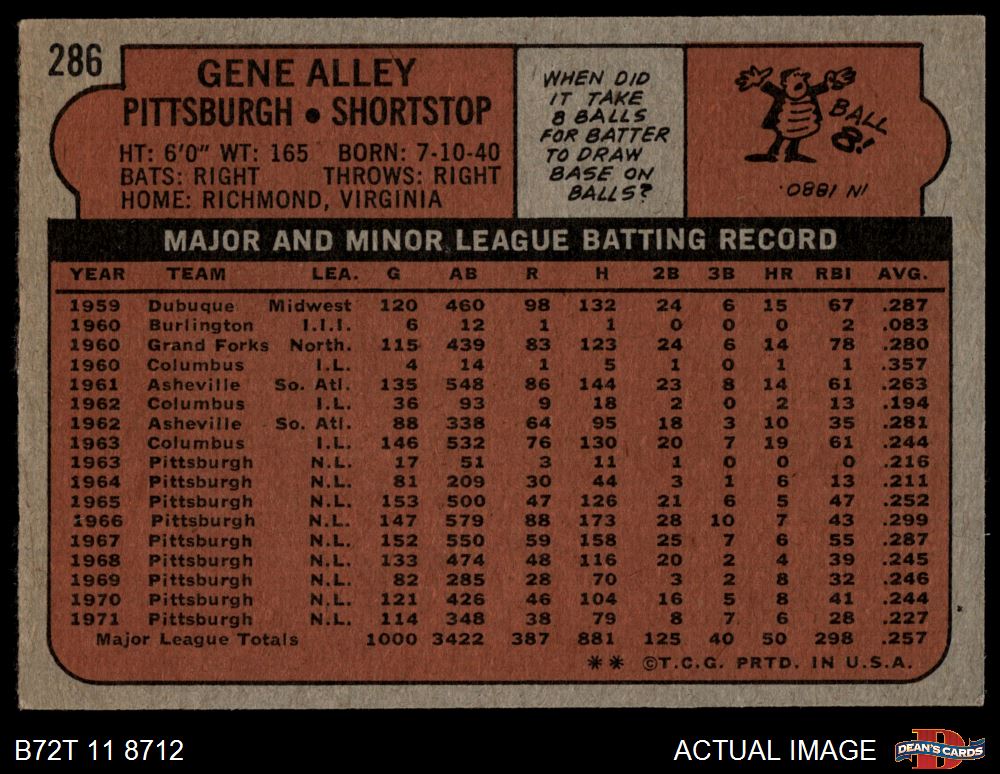 286
GENE ALLEY
PITTSBURGH • SHORTSTOP
HT: 6'0" WT: 165 BORN: 7-10-40
BATS: RIGHT THROWS: RIGHT
HOME: RICHMOND, VIRGINIA
WHEN DID
IT TAKE
8 BALLS
FOR BATTER
TO DRAW
BASE ON
BALLS?
BALL
8!
IN 1880.
MAJOR AND MINOR LEAGUE BATTING RECORD
YEAR TEAM LEA. G AB R H 2B 3B HR RBI AVG.
1959 Dubuque Midwest 120 460 98 132 24 6 15 67 .287
1960 Burlington I.I.I. 6 12 1 1 0 0 0 2 .083
1960 Grand Forks North. 115 439 83 123 24 6 14 78 .280
1960 Columbus I.L. 4 14 1 5 1 0 1 1 .357
1961 Asheville So. Atl. 135 548 86 144 23 8 14 61 .263
1962 Columbus I.L. 36 93 9 18 2 0 2 13 .194
1962 Asheville So. Atl. 88 338 64 95 18 3 10 35 .281
1963 Columbus I.L. 146 532 76 130 20 7 19 61 .244
1963 Pittsburgh N.L. 17 51 3 11 1 0 0 0 .216
1964 Pittsburgh N.L. 81 209 30 44 3 1 6 13 .211
1965 Pittsburgh N.L. 153 500 47 126 21 6 5 47 .252
1966 Pittsburgh N.L. 147 579 88 173 28 10 7 43 .299
1967 Pittsburgh N.L. 152 550 59 158 25 7 6 55 .287
1968 Pittsburgh N.L. 133 474 48 116 20 2 4 39 .245
1969 Pittsburgh N.L. 82 285 28 70 3 2 8 32 .246
1970 Pittsburgh N.L. 121 426 46 104 16 5 8 41 .244
1971 Pittsburgh N.L. 114 348 38 79 8 7 6 28 .227
Major League Totals 1000 3422 387 881 125 40 50 298 .257
** ©T.C.G. PRTD. IN U.S.A.
B72T 11 8712
ACTUAL IMAGE
D
DEAN'S CARDS